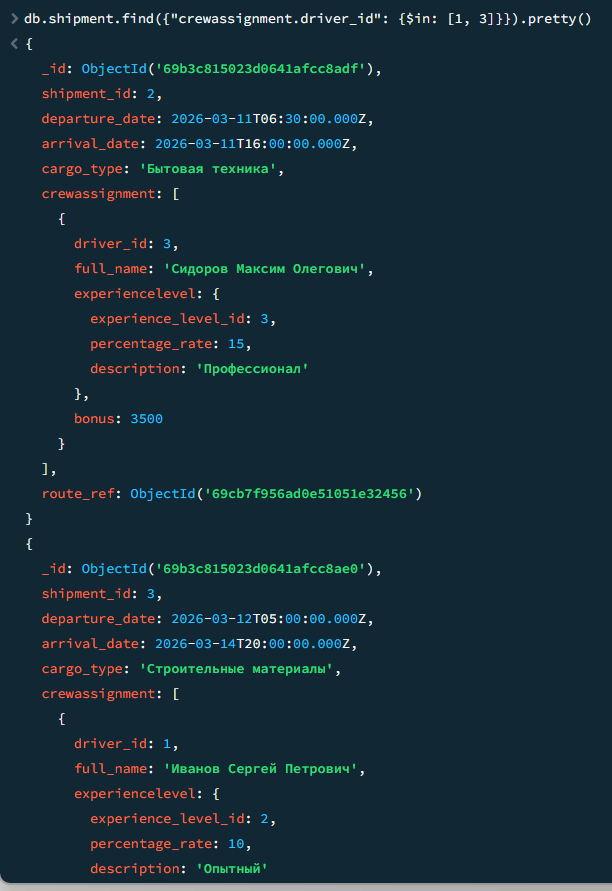 > db.shipment.find({"crewassignment.driver_id": {$in: [1, 3]}}).pretty()
< {
_id: ObjectId('69b3c815023d0641afcc8adf'),
shipment_id: 2,
departure_date: 2026-03-11T06:30:00.000Z,
arrival_date: 2026-03-11T16:00:00.000Z,
cargo_type: 'Бытовая техника',
crewassignment: [
{
driver_id: 3,
full_name: 'Сидоров Максим Олегович',
experiencelevel: {
experience_level_id: 3,
percentage_rate: 15,
description: 'Профессионал'
},
bonus: 3500
}
],
route_ref: ObjectId('69cb7f956ad0e51051e32456')
}
{
_id: ObjectId('69b3c815023d0641afcc8ae0'),
shipment_id: 3,
departure_date: 2026-03-12T05:00:00.000Z,
arrival_date: 2026-03-14T20:00:00.000Z,
cargo_type: 'Строительные материалы',
crewassignment: [
{
driver_id: 1,
full_name: 'Иванов Сергей Петрович',
experiencelevel: {
experience_level_id: 2,
percentage_rate: 10,
description: 'Опытный'